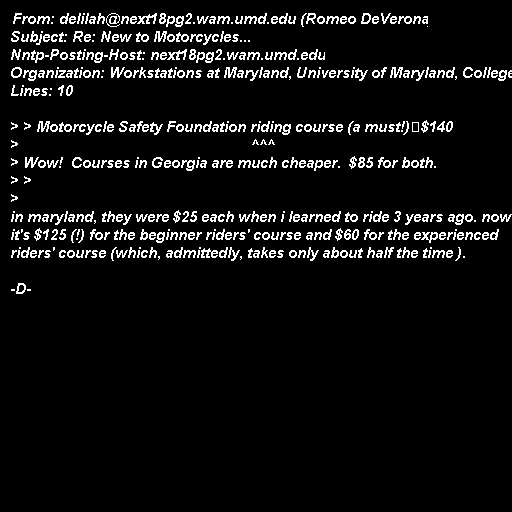 From: delilah@next18pg2.wam.umd.edu (Romeo DeVerona
Subject: Re: New to Motorcycles...
Nntp-Posting-Host: next18pg2.wam.umd.edu
Organization: Workstations at Maryland, University of Maryland, College
Lines: 10

> > Motorcycle Safety Foundation riding course (a must!) $140
> ^^^
> Wow!  Courses in Georgia are much cheaper.  $85 for both.
> >
>
in maryland, they were $25 each when i learned to ride 3 years ago. now
it's $125 (!) for the beginner riders' course and $60 for the experienced
riders' course (which, admittedly, takes only about half the time ).

-D-